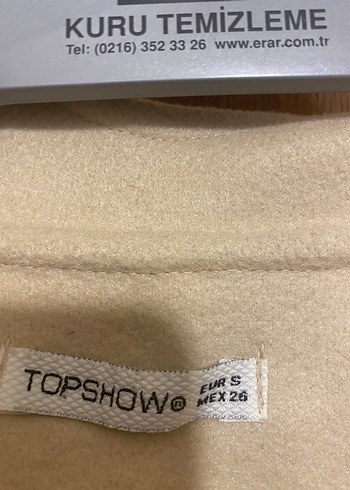 KURU TEMİZLEME
Tel: (0216) 352 33 26 www.erar.com.tr
TOPSHOW® EUR S
MEX 26